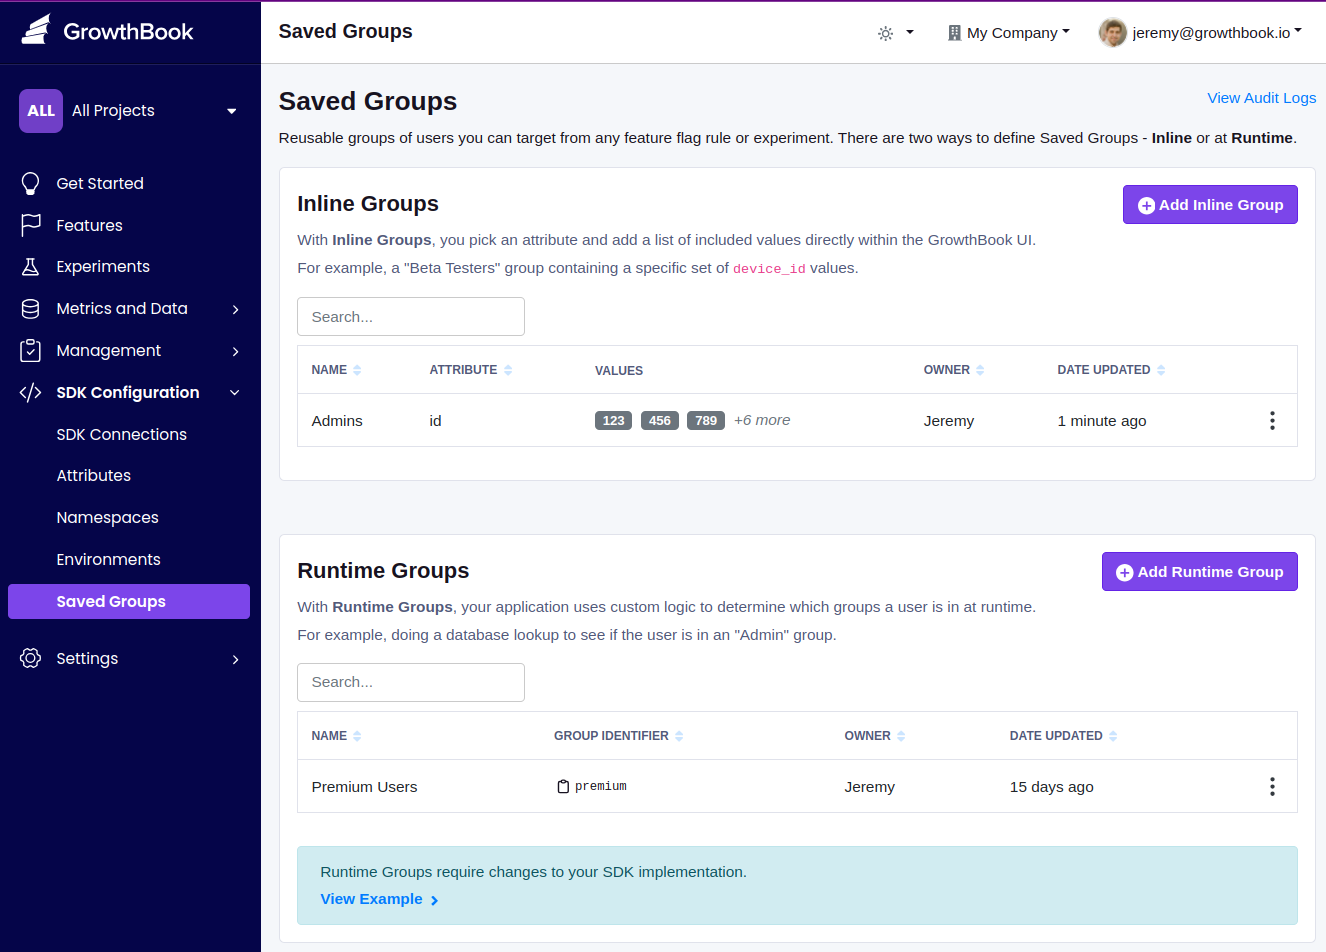 GrowthBook
Saved Groups
My Company
jeremy@growthbook.io
ALL All Projects
Get Started
Features
Experiments
Metrics and Data
Management
SDK Configuration
SDK Connections
Attributes
Namespaces
Environments
Saved Groups
Settings
Saved Groups
View Audit Logs
Reusable groups of users you can target from any feature flag rule or experiment. There are two ways to define Saved Groups - Inline or at Runtime.
Inline Groups
Add Inline Group
With Inline Groups, you pick an attribute and add a list of included values directly within the GrowthBook UI.
For example, a "Beta Testers" group containing a specific set of device_id values.
Search...
NAME ATTRIBUTE VALUES OWNER DATE UPDATED
Admins id 123 456 789 +6 more Jeremy 1 minute ago
Runtime Groups
Add Runtime Group
With Runtime Groups, your application uses custom logic to determine which groups a user is in at runtime.
For example, doing a database lookup to see if the user is in an "Admin" group.
Search...
NAME GROUP IDENTIFIER OWNER DATE UPDATED
Premium Users premium Jeremy 15 days ago
Runtime Groups require changes to your SDK implementation.
View Example